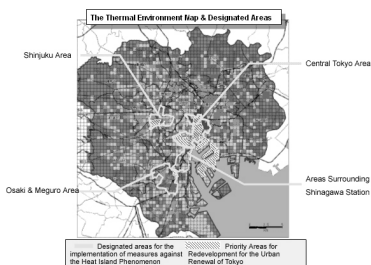 The Thermal Environment Map & Designated Areas
Shinjuku Area
Central Tokyo Area
Osaki & Meguro Area
Areas Surrounding
Shinagawa Station
Designated areas for the
implementation of measures against
the Heat Island Phenomenon
Priority Areas for
Redevelopment for the Urban
Renewal of Tokyo